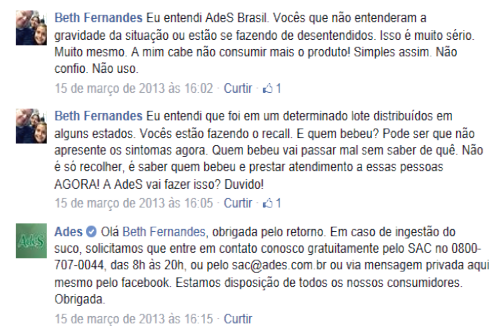 Beth Fernandes Eu entendi AdeS Brasil. Vocês que não entenderam a
gravidade da situação ou estão se fazendo de desentendidos. Isso é muito sério.
Muito mesmo. A mim cabe não consumir mais o produto! Simples assim. Não
confio. Não uso.
15 de março de 2013 às 16:02 · Curtir · 1
Beth Fernandes Eu entendi que foi em um determinado lote distribuídos em
alguns estados. Vocês estão fazendo o recall. E quem bebeu? Pode ser que não
apresente os sintomas agora. Quem bebeu vai passar mal sem saber de quê. Não
é só recolher, é saber quem bebeu e prestar atendimento a essas pessoas
AGORA! A AdeS vai fazer isso? Duvido!
15 de março de 2013 às 16:05 · Curtir · 1
AdeS
Ades Olá Beth Fernandes, obrigada pelo retorno. Em caso de ingestão do
suco, solicitamos que entre em contato conosco gratuitamente pelo SAC no 0800-
707-0044, das 8h às 20h, ou pelo sac@ades.com.br ou via mensagem privada aqui
mesmo pelo facebook. Estamos disposição de todos os nossos consumidores.
Obrigada.
15 de março de 2013 às 16:15 · Curtir